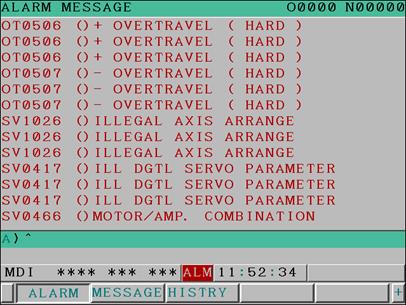 ALARM MESSAGE O0000 N00000
OT0506 ()+ OVERTRAVEL ( HARD )
OT0506 ()+ OVERTRAVEL ( HARD )
OT0506 ()+ OVERTRAVEL ( HARD )
OT0507 ()- OVERTRAVEL ( HARD )
OT0507 ()- OVERTRAVEL ( HARD )
OT0507 ()- OVERTRAVEL ( HARD )
SV1026 ()ILLEGAL AXIS ARRANGE
SV1026 ()ILLEGAL AXIS ARRANGE
SV1026 ()ILLEGAL AXIS ARRANGE
SV0417 ()ILL DGTL SERVO PARAMETER
SV0417 ()ILL DGTL SERVO PARAMETER
SV0417 ()ILL DGTL SERVO PARAMETER
SV0466 ()MOTOR/AMP. COMBINATION
A)^
MDI **** *** *** ALM 11:52:34
ALARM MESSAGE HISTRY +